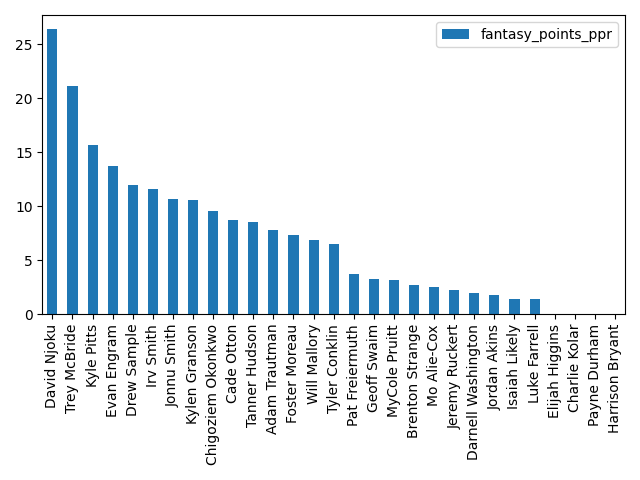 fantasy_points_ppr
25
20
15
10
5
0
David Njoku
Trey McBride
Kyle Pitts
Evan Engram
Drew Sample
Irv Smith
Jonnu Smith
Kylen Granson
Chigoziem Okonkwo
Cade Otton
Tanner Hudson
Adam Trautman
Foster Moreau
Will Mallory
Tyler Conklin
Pat Freiermuth
Geoff Swaim
MyCole Pruitt
Brenton Strange
Mo Alie-Cox
Jeremy Ruckert
Darnell Washington
Jordan Akins
Isaiah Likely
Luke Farrell
Elijah Higgins
Charlie Kolar
Payne Durham
Harrison Bryant